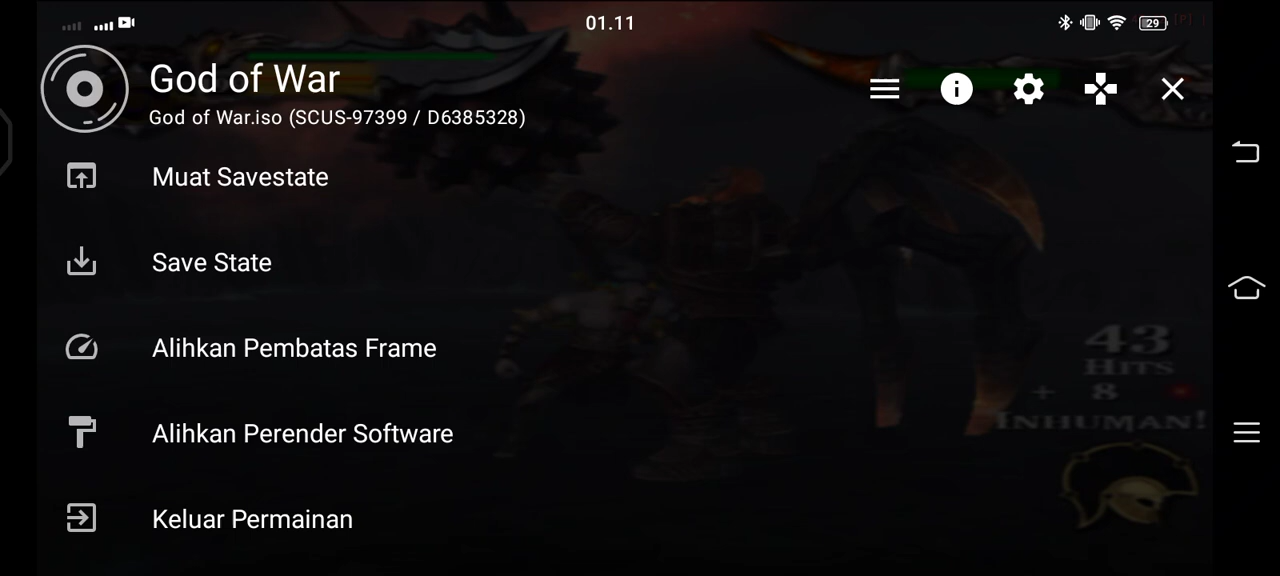 01.11
29
God of War
God of War.iso (SCUS-97399 / D6385328)
Muat Savestate
Save State
Alihkan Pembatas Frame
Alihkan Perender Software
Keluar Permainan
43
HITS
+ 8
INHUMAN!